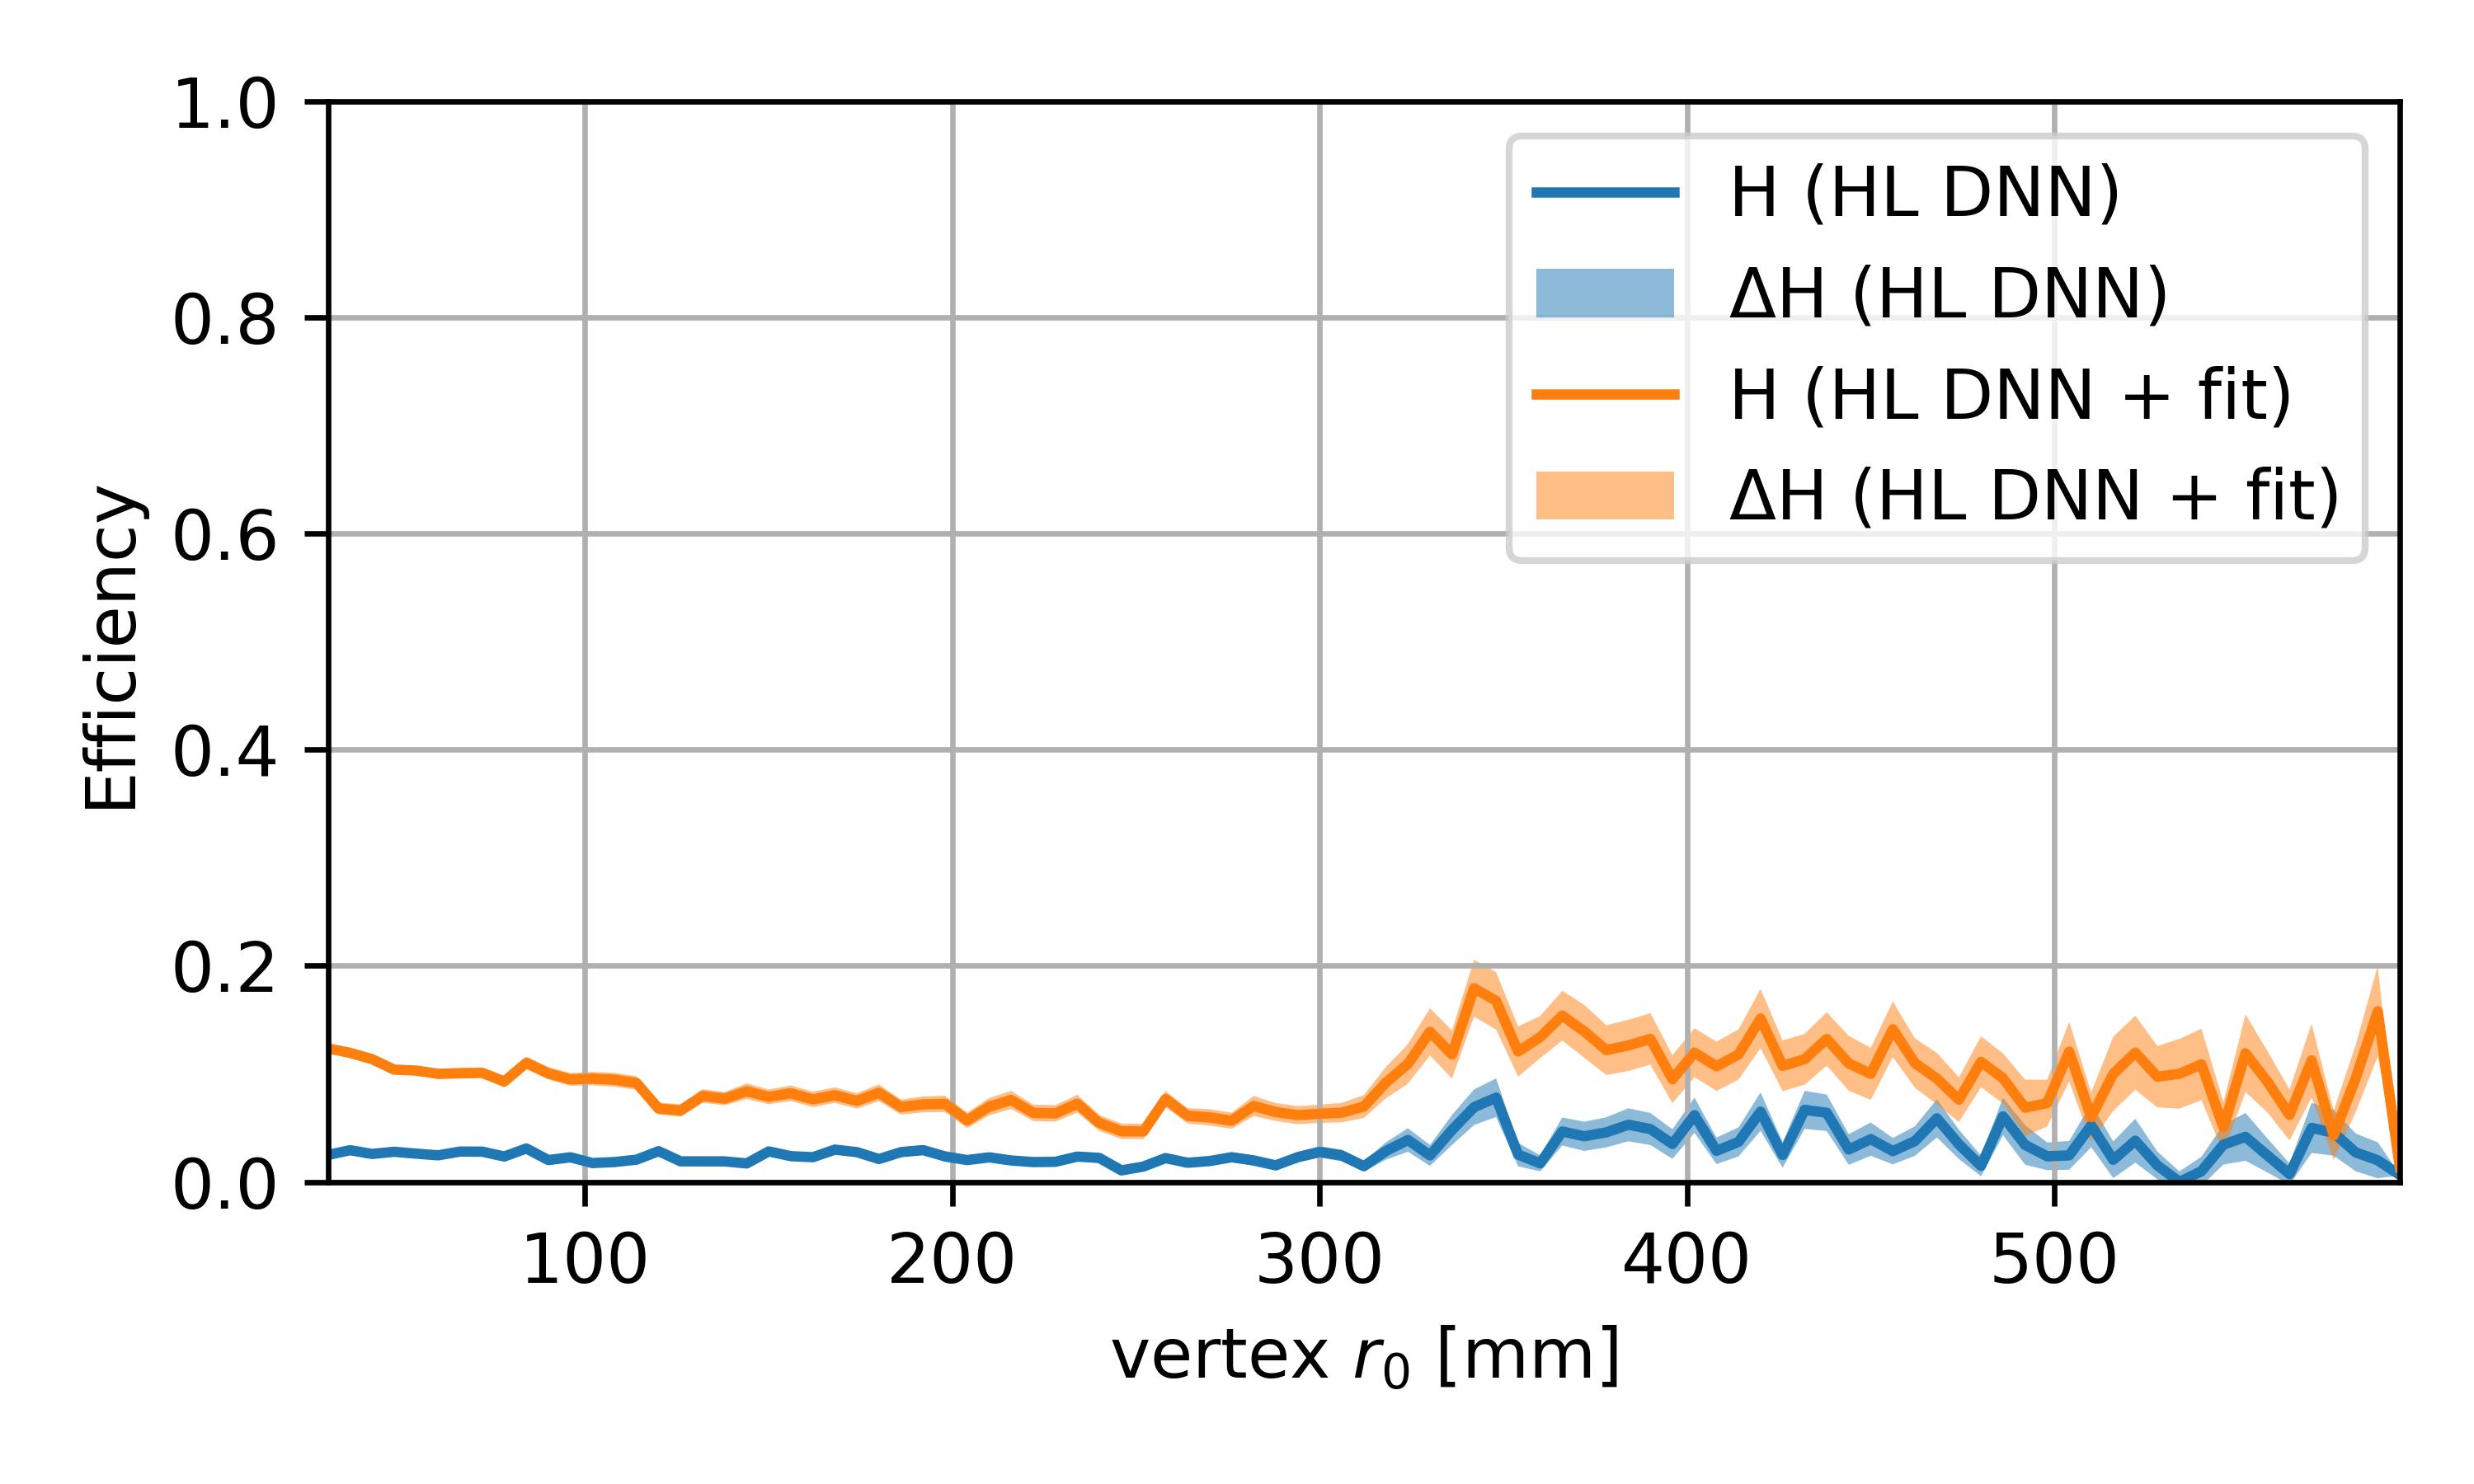 1.0
0.8
0.6
0.4
0.2
0.0
Efficiency
H (HL DNN)
ΔH (HL DNN)
H (HL DNN + fit)
ΔH (HL DNN + fit)
100 200 300 400 500
vertex r₀ [mm]